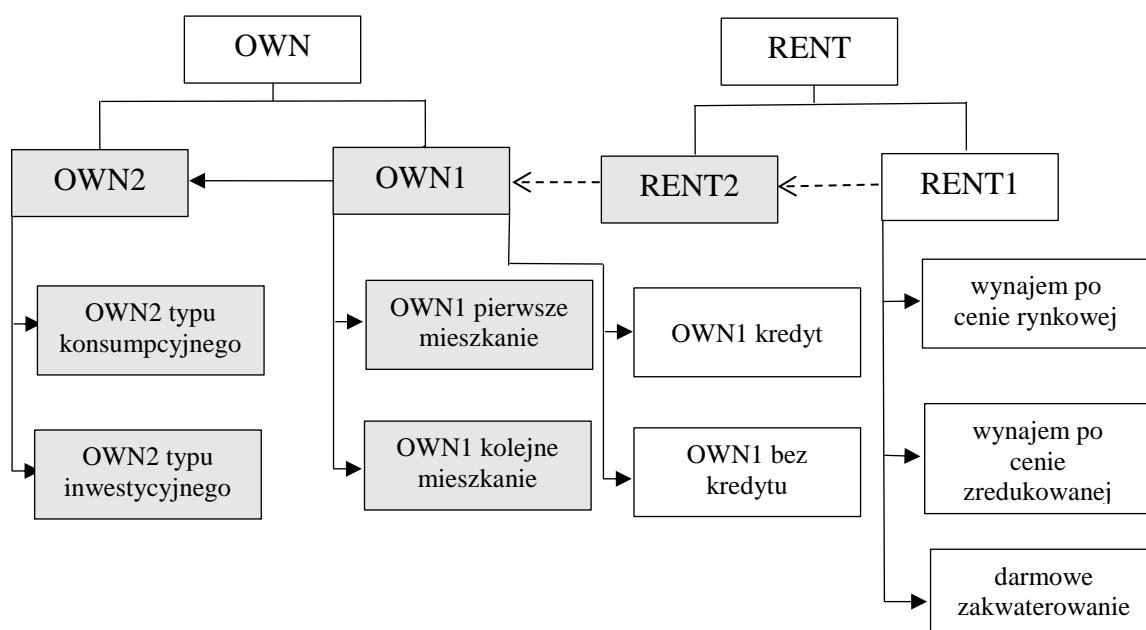 OWN
RENT
OWN2
OWN1
RENT2
RENT1
OWN2 typu
konsumpcyjnego
OWN1 pierwsze
mieszkanie
OWN1 kredyt
wynajem po
cenie rynkowej
OWN2 typu
inwestycyjnego
OWN1 kolejne
mieszkanie
OWN1 bez
kredytu
wynajem po
cenie
zredukowanej
darmowe
zakwaterowanie